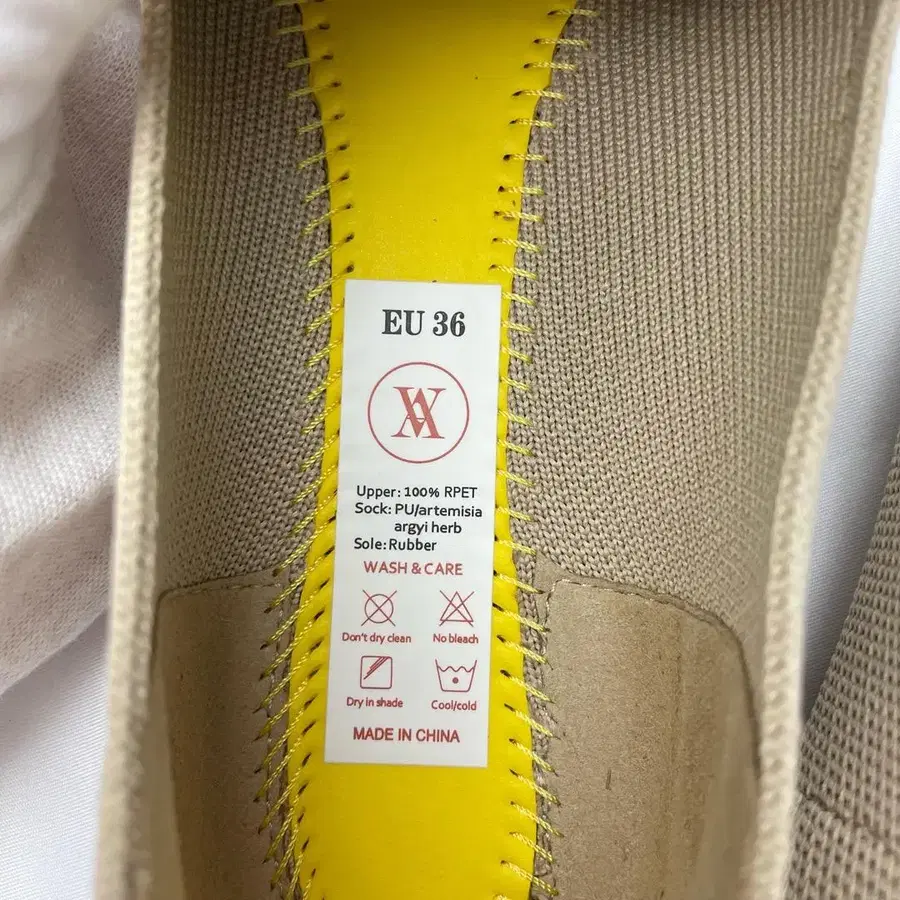 EU 36
VA
Upper: 100% RPET
Sock: PU/artemisia
argyi herb
Sole: Rubber
WASH & CARE
Don't dry clean
No bleach
Dry in shade
Cool/cold
MADE IN CHINA